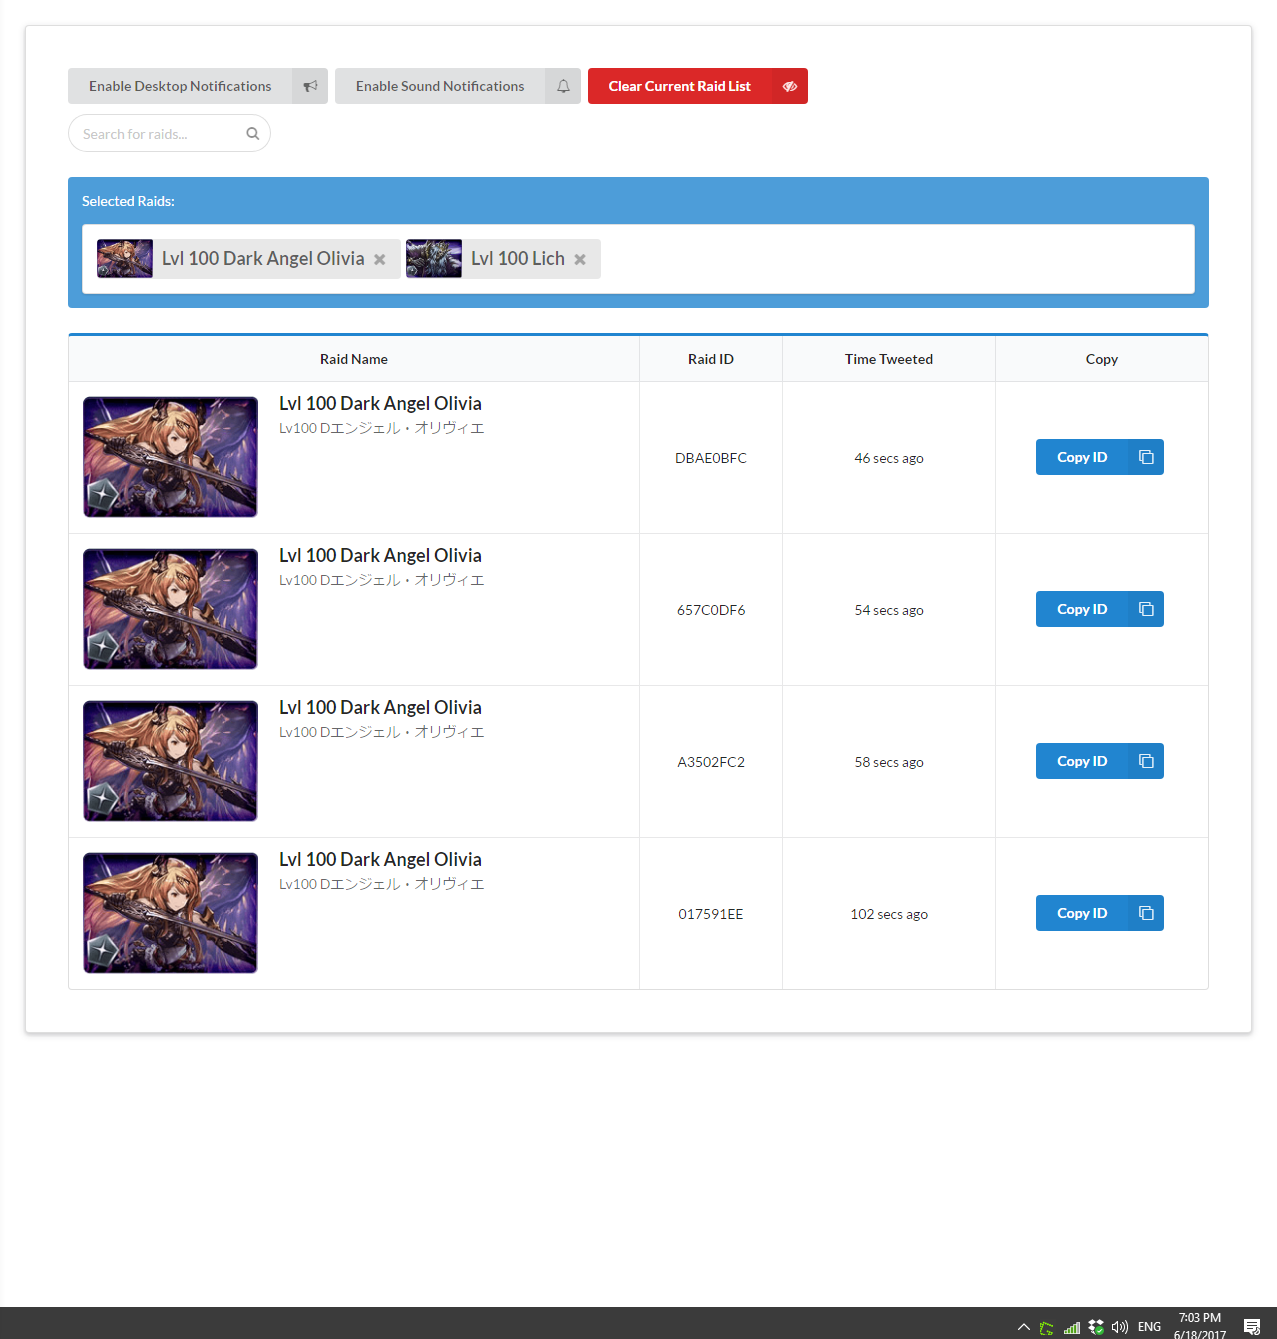 Enable Desktop Notifications
Enable Sound Notifications
Clear Current Raid List
Search for raids...
Selected Raids:
Lvl 100 Dark Angel Olivia
Lvl 100 Lich
Raid Name
Raid ID
Time Tweeted
Copy
Lvl 100 Dark Angel Olivia
Lv100 Dエンジェル・オリヴィエ
DBAE0BFC
46 secs ago
Copy ID
Lvl 100 Dark Angel Olivia
Lv100 Dエンジェル・オリヴィエ
657C0DF6
54 secs ago
Copy ID
Lvl 100 Dark Angel Olivia
Lv100 Dエンジェル・オリヴィエ
A3502FC2
58 secs ago
Copy ID
Lvl 100 Dark Angel Olivia
Lv100 Dエンジェル・オリヴィエ
017591EE
102 secs ago
Copy ID
ENG
7:03 PM
6/18/2017